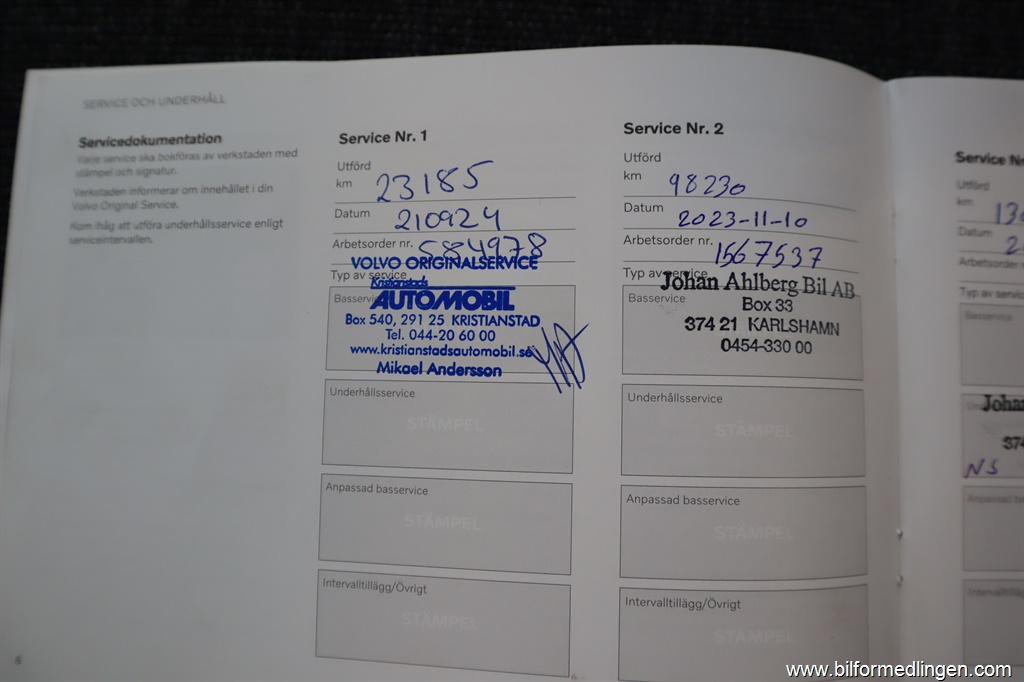 SERVICE OCH UNDERHÅLL
Servicedokumentation
Varje service ska bokföras av verkstaden med
stämpel och signatur.
Verkstaden informerar om innehållet i din
Volvo Original Service.
Kom ihåg att utföra underhållsservice enligt
serviceintervallen.
6
Service Nr. 1
Utförd
km 23185
Datum 210924
Arbetsorder nr. 5884978
Typ av service
Basservice
VOLVO ORIGINALSERVICE
Kristianstads
AUTOMOBIL
Box 540, 291 25 KRISTIANSTAD
Tel. 044-20 60 00
www.kristianstadsautomobil.se
Mikael Andersson
Underhållsservice
STÄMPEL
Anpassad basservice
STÄMPEL
Intervalltillägg/Övrigt
STÄMPEL
Service Nr. 2
Utförd
km 98230
Datum 2023-11-10
Arbetsorder nr. 1567537
Typ av service
Basservice
Johan Ahlberg Bil AB
Box 33
374 21 KARLSHAMN
0454-330 00
Underhållsservice
STÄMPEL
Anpassad basservice
STÄMPEL
Intervalltillägg/Övrigt
STÄMPEL
Service
Utförd
km
Datum
Arbetsorder
Typ av
Basservice
NS
Anpassad
www.bilformedlingen.com